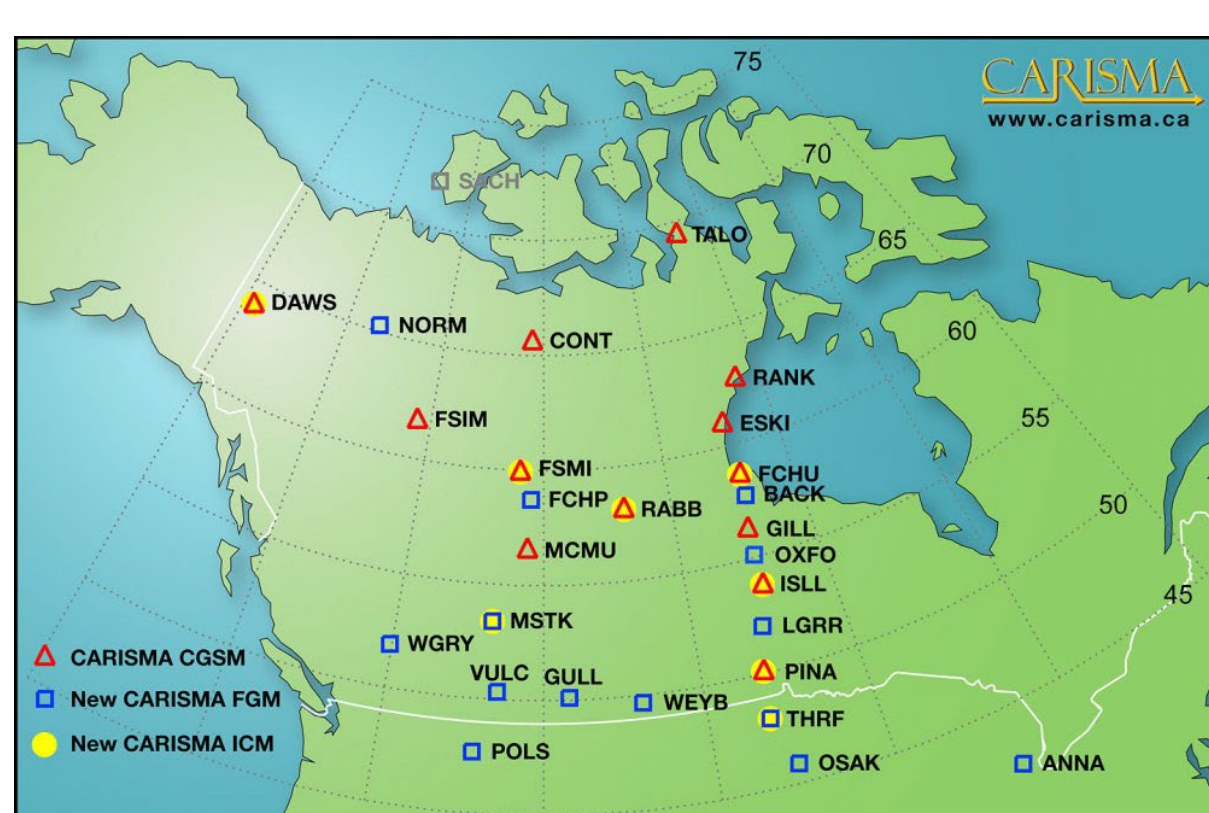 CARISMA
www.carisma.ca
75
70
65
60
55
50
45
SACH
TALO
DAWS
NORM
CONT
RANK
FSIM
ESKI
FSMI
FCHU
FCHP
BACK
RABB
GILL
MCMU
OXFO
ISLL
MSTK
LGRR
WGRY
VULC
GULL
PINA
WEYB
THRF
POLS
OSAK
ANNA
CARISMA CGSM
New CARISMA FGM
New CARISMA ICM